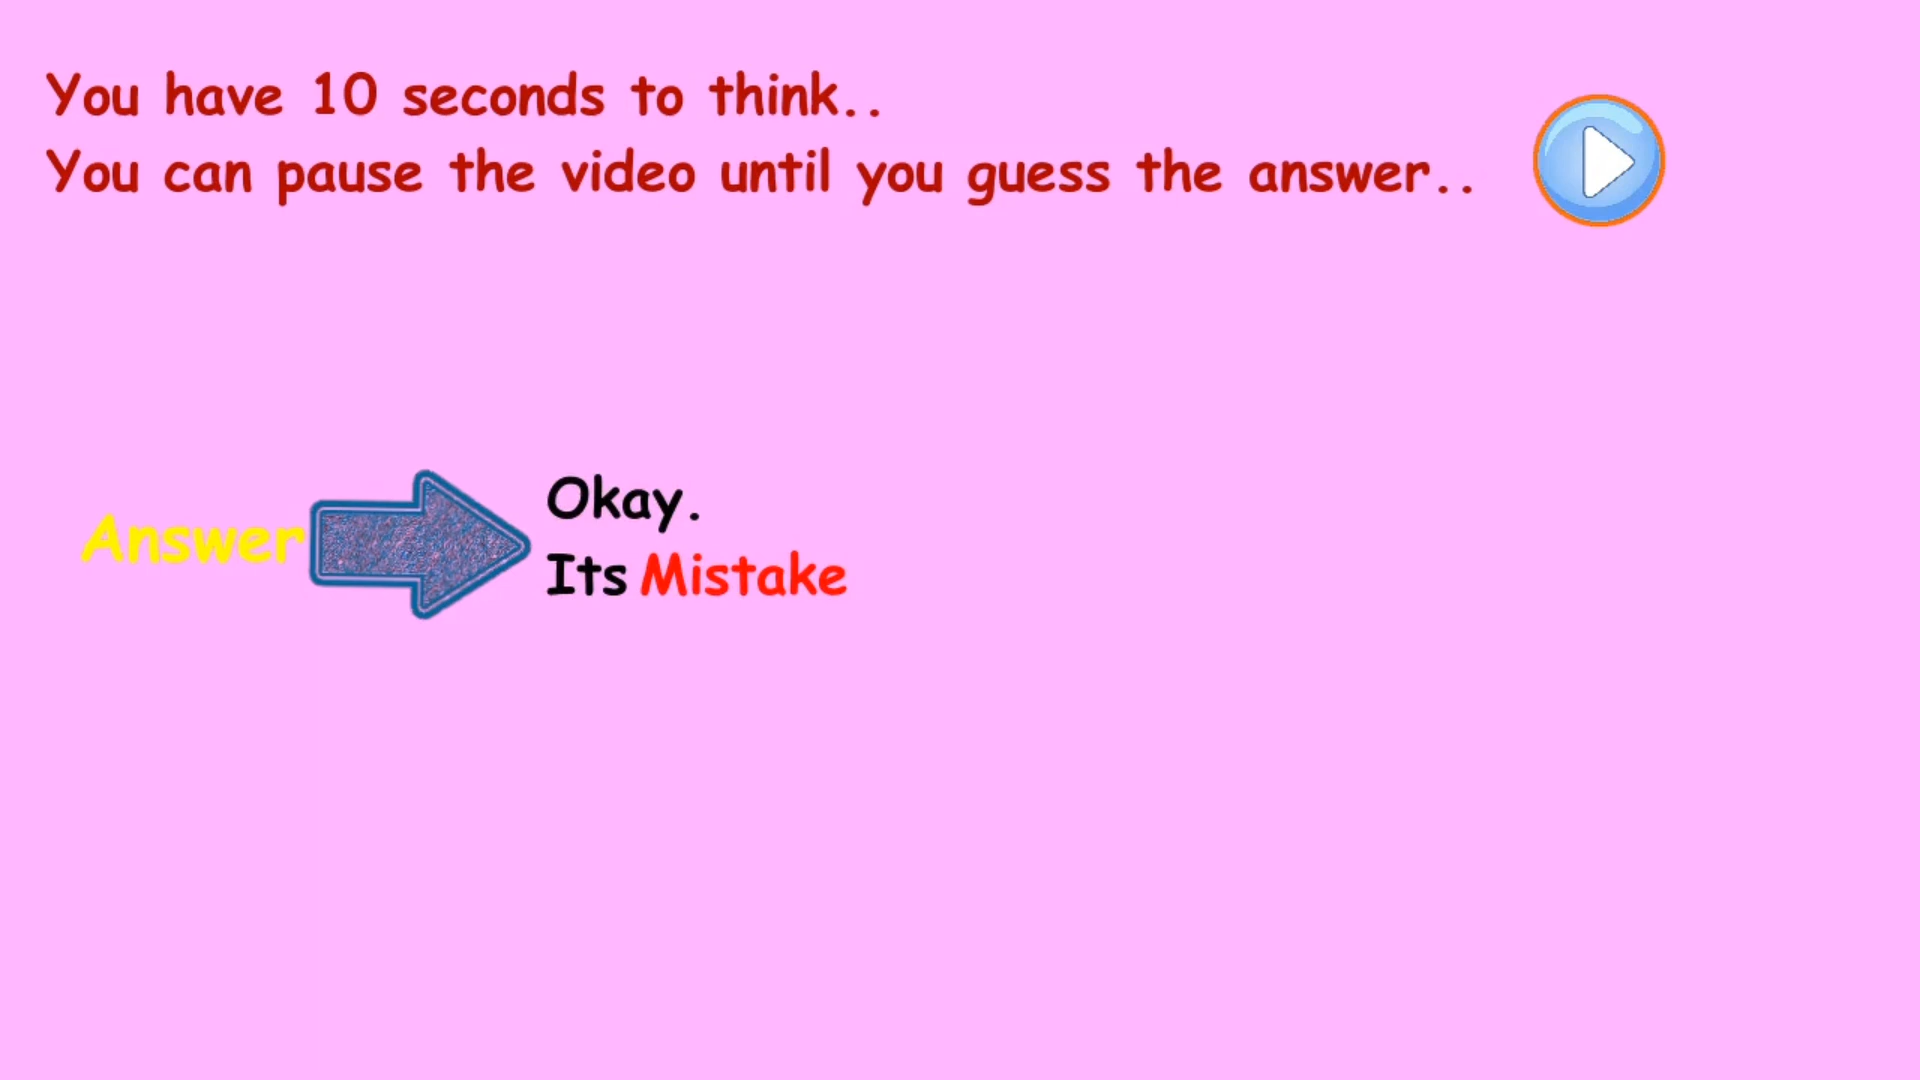 You have 10 seconds to think..
You can pause the video until you guess the answer..
Answer
Okay.
Its Mistake